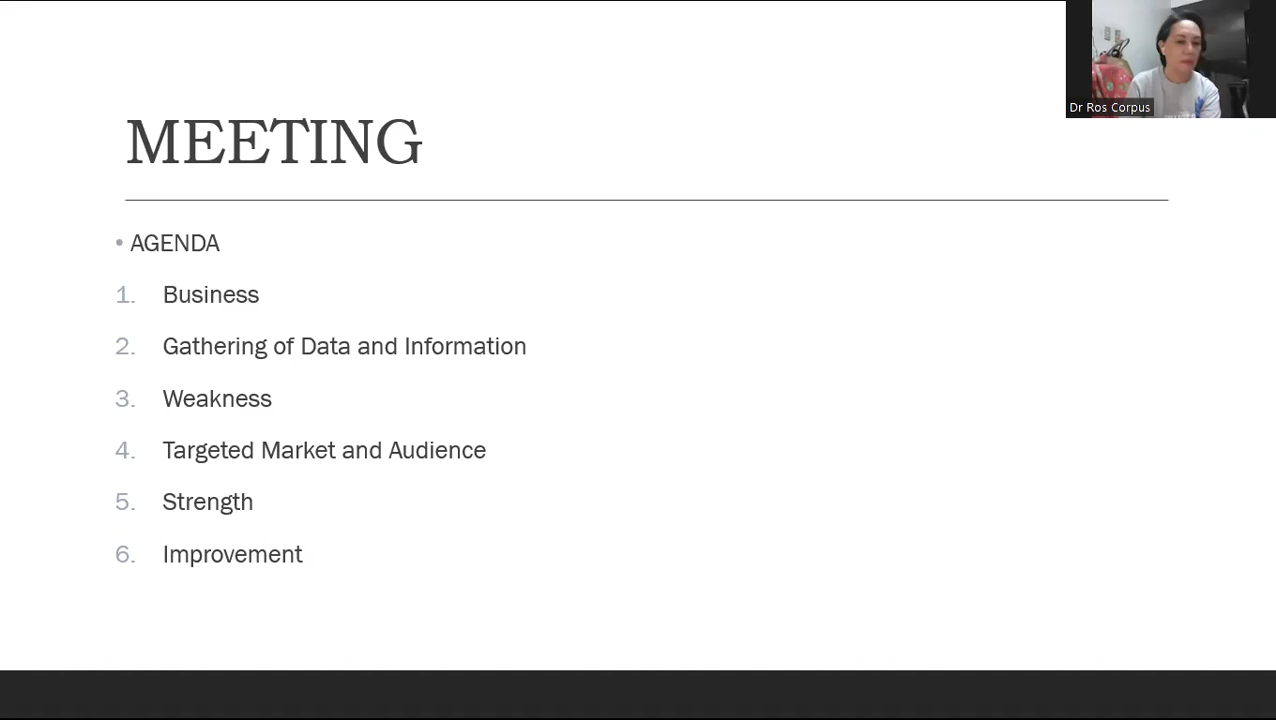 Dr Ros Corpus
MEETING
• AGENDA
1. Business
2. Gathering of Data and Information
3. Weakness
4. Targeted Market and Audience
5. Strength
6. Improvement